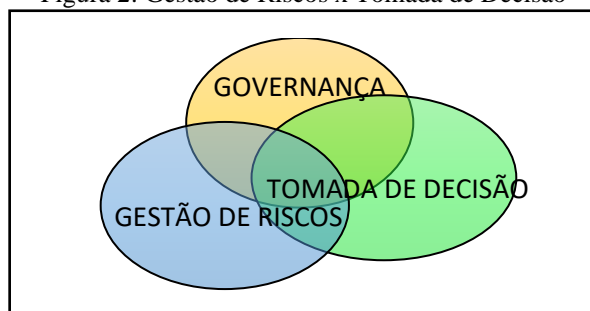 Figura 2: Gestão de Riscos x Tomada de Decisão
GOVERNANÇA
TOMADA DE DECISÃO
GESTÃO DE RISCOS